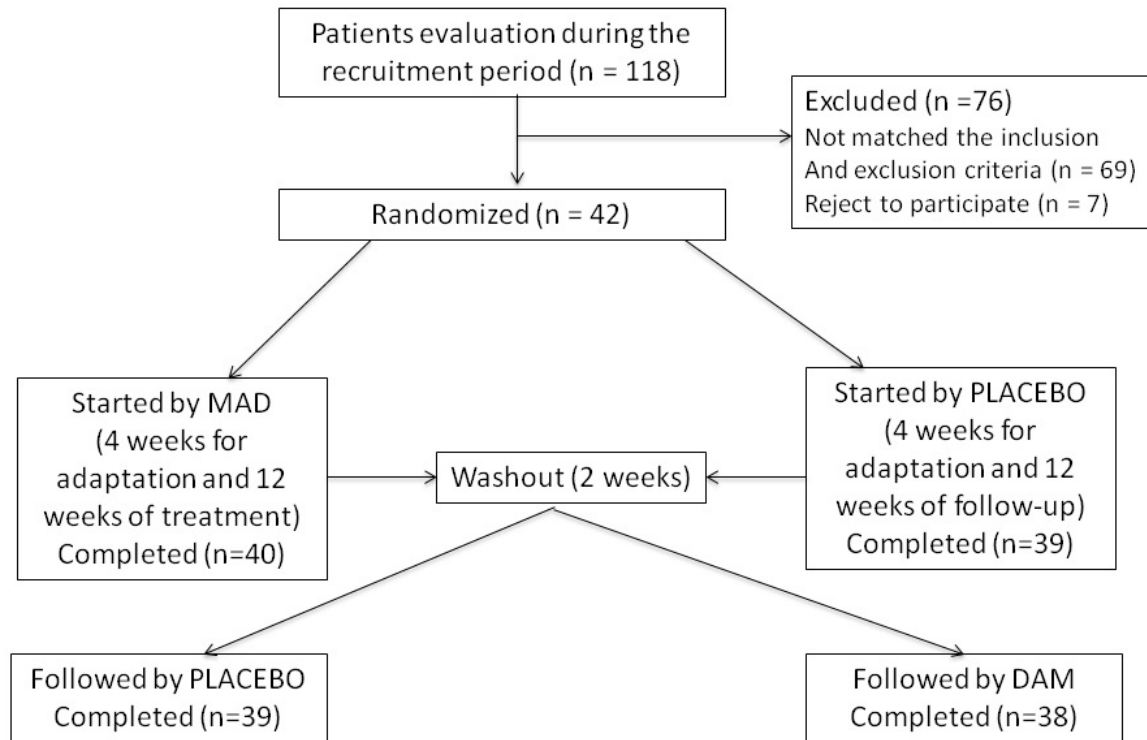 Patients evaluation during the
recruitment period (n = 118)
Excluded (n =76)
Not matched the inclusion
And exclusion criteria (n = 69)
Reject to participate (n = 7)
Randomized (n = 42)
Started by MAD
(4 weeks for
adaptation and 12
weeks of treatment)
Completed (n=40)
Washout (2 weeks)
Started by PLACEBO
(4 weeks for
adaptation and 12
weeks of follow-up)
Completed (n=39)
Followed by PLACEBO
Completed (n=39)
Followed by DAM
Completed (n=38)